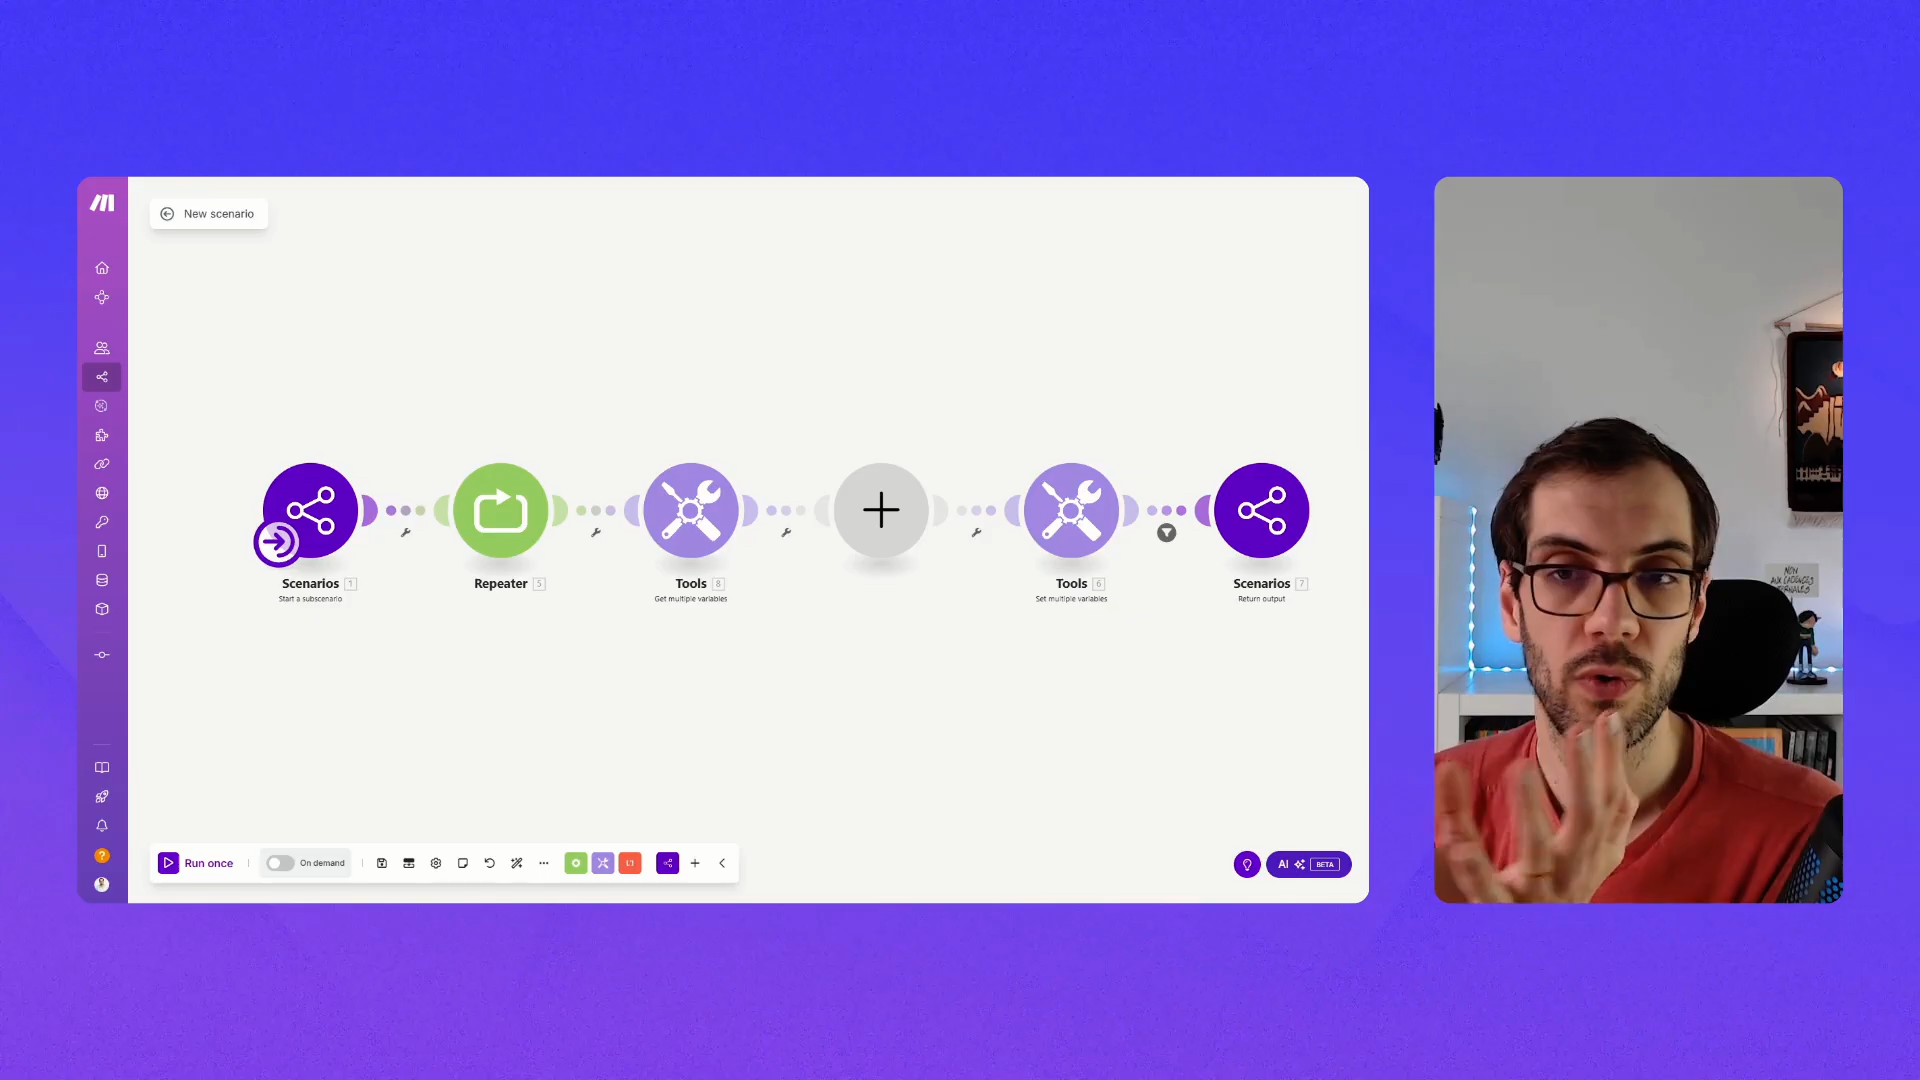 New scenario
Scenarios 1
Start a subscenario
Repeater 5
Tools 8
Get multiple variables
Tools 6
Set multiple variables
Scenarios 7
Return output
Run once
On demand
AI BETA
NON